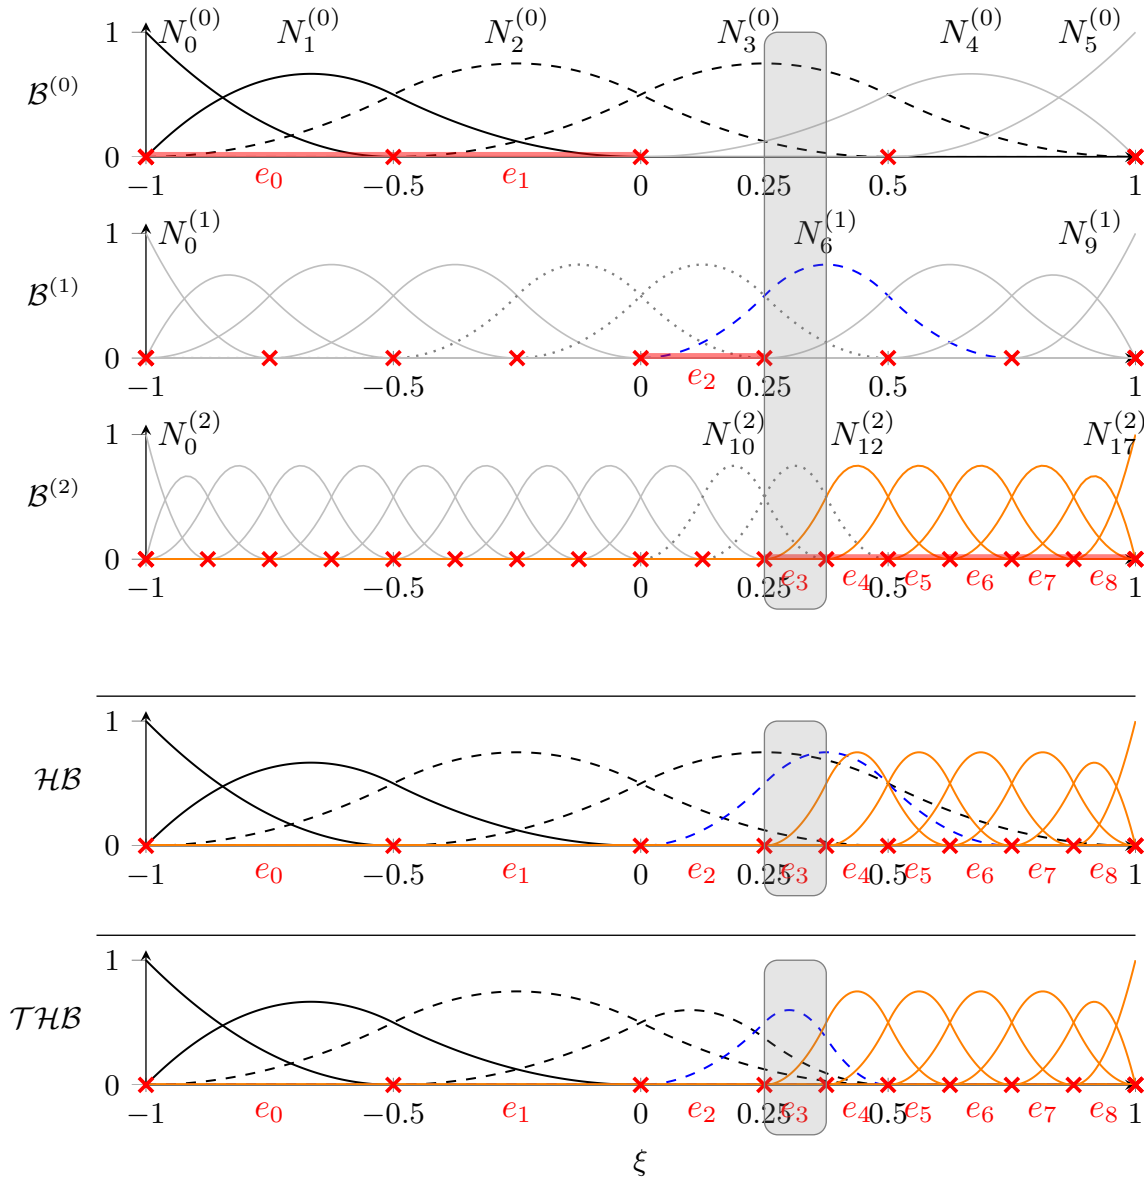 1 N_0^{(0)} N_1^{(0)} N_2^{(0)} N_3^{(0)} N_4^{(0)} N_5^{(0)}
𝓑^{(0)}
0
e_0 e_1
−1 −0.5 0 0.25 0.5 1
1 N_0^{(1)} N_6^{(1)} N_9^{(1)}
𝓑^{(1)}
0
e_2
−1 −0.5 0 0.25 0.5 1
1 N_0^{(2)} N_{10}^{(2)} N_{12}^{(2)} N_{17}^{(2)}
𝓑^{(2)}
0
−1 −0.5 0 0.25 e_3 e_4 0.5 e_5 e_6 e_7 e_8 1
1
𝓗𝓑
0
−1 e_0 −0.5 e_1 0 e_2 0.25 e_3 e_4 0.5 e_5 e_6 e_7 e_8 1
1
𝓣𝓗𝓑
0
−1 e_0 −0.5 e_1 0 e_2 0.25 e_3 e_4 0.5 e_5 e_6 e_7 e_8 1
ξ